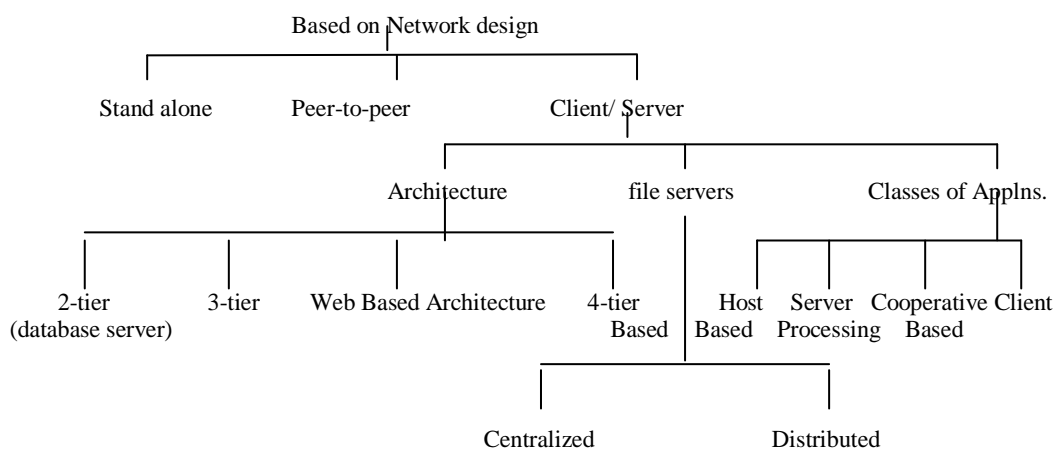 Based on Network design
Stand alone Peer-to-peer Client/ Server
Architecture file servers Classes of Applns.
2-tier 3-tier Web Based Architecture 4-tier Host Server Cooperative Client
(database server) Based Based Processing Based
Centralized Distributed